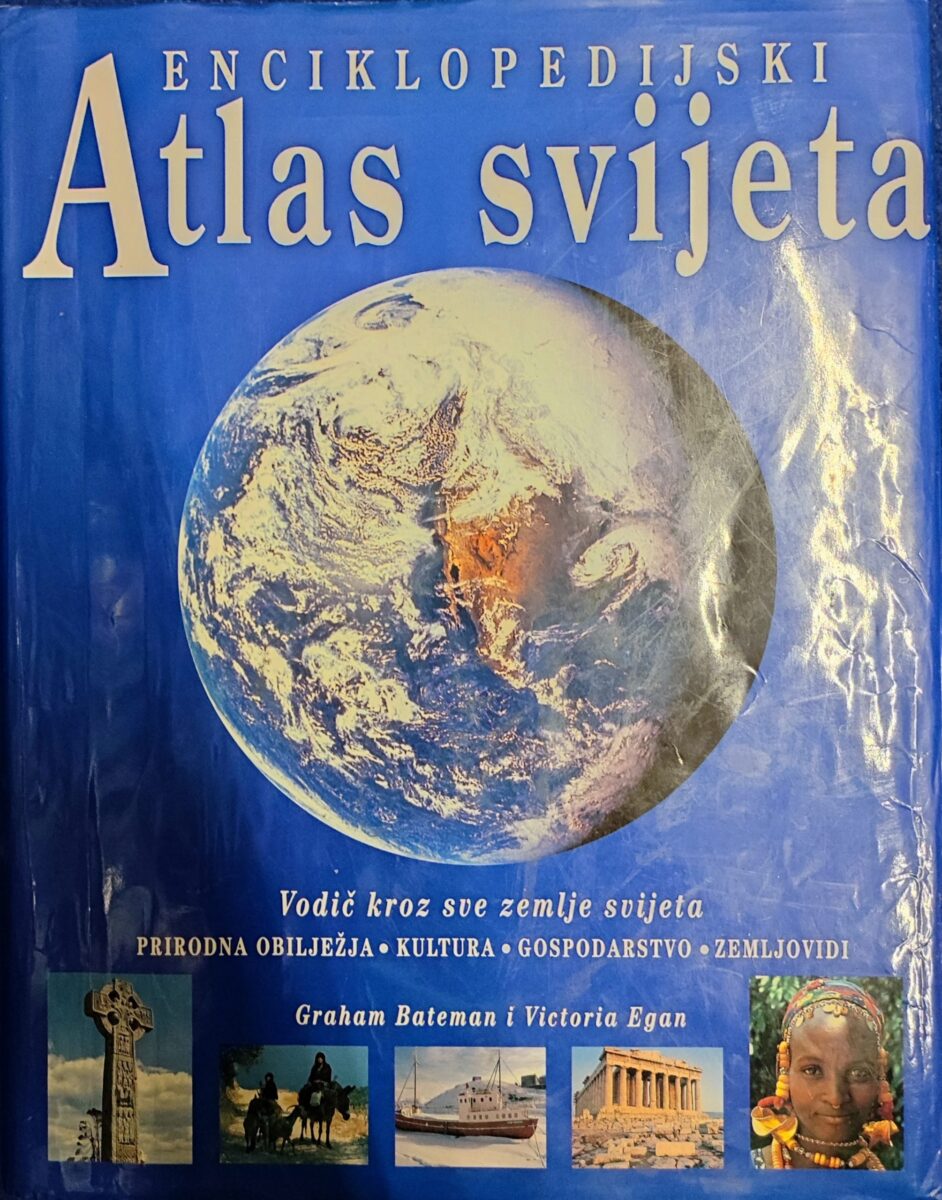 ENCIKLOPEDIJSKI
Atlas svijeta
Vodič kroz sve zemlje svijeta
PRIRODNA OBILJEŽJA • KULTURA • GOSPODARSTVO • ZEMLJOVIDI
Graham Bateman i Victoria Egan